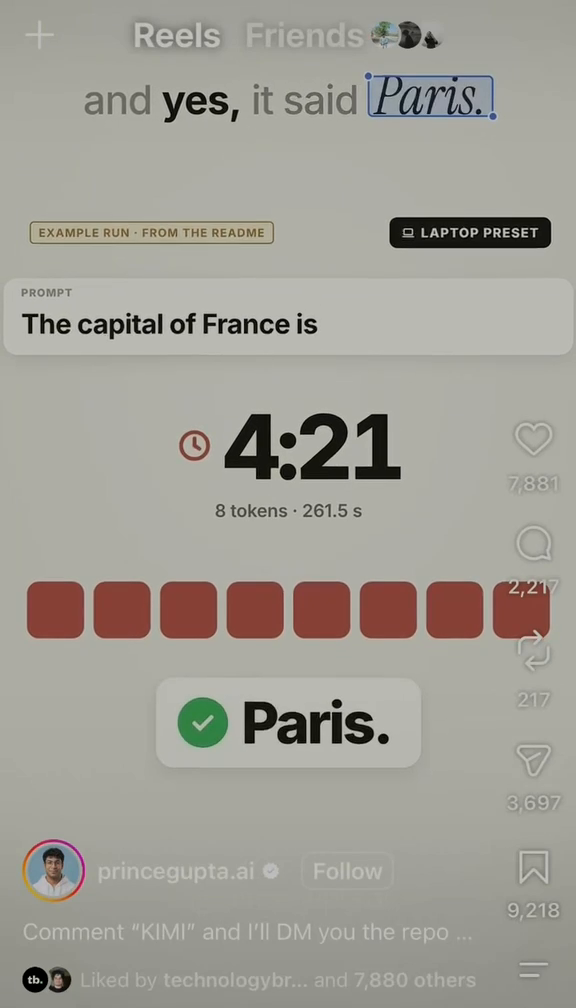 Reels Friends
and yes, it said Paris.
EXAMPLE RUN · FROM THE README
LAPTOP PRESET
PROMPT
The capital of France is
4:21
8 tokens · 261.5 s
7,881
2,217
217
Paris.
3,697
princegupta.ai Follow
9,218
Comment “KIMI” and I’ll DM you the repo ...
tb. Liked by technologybr... and 7,880 others